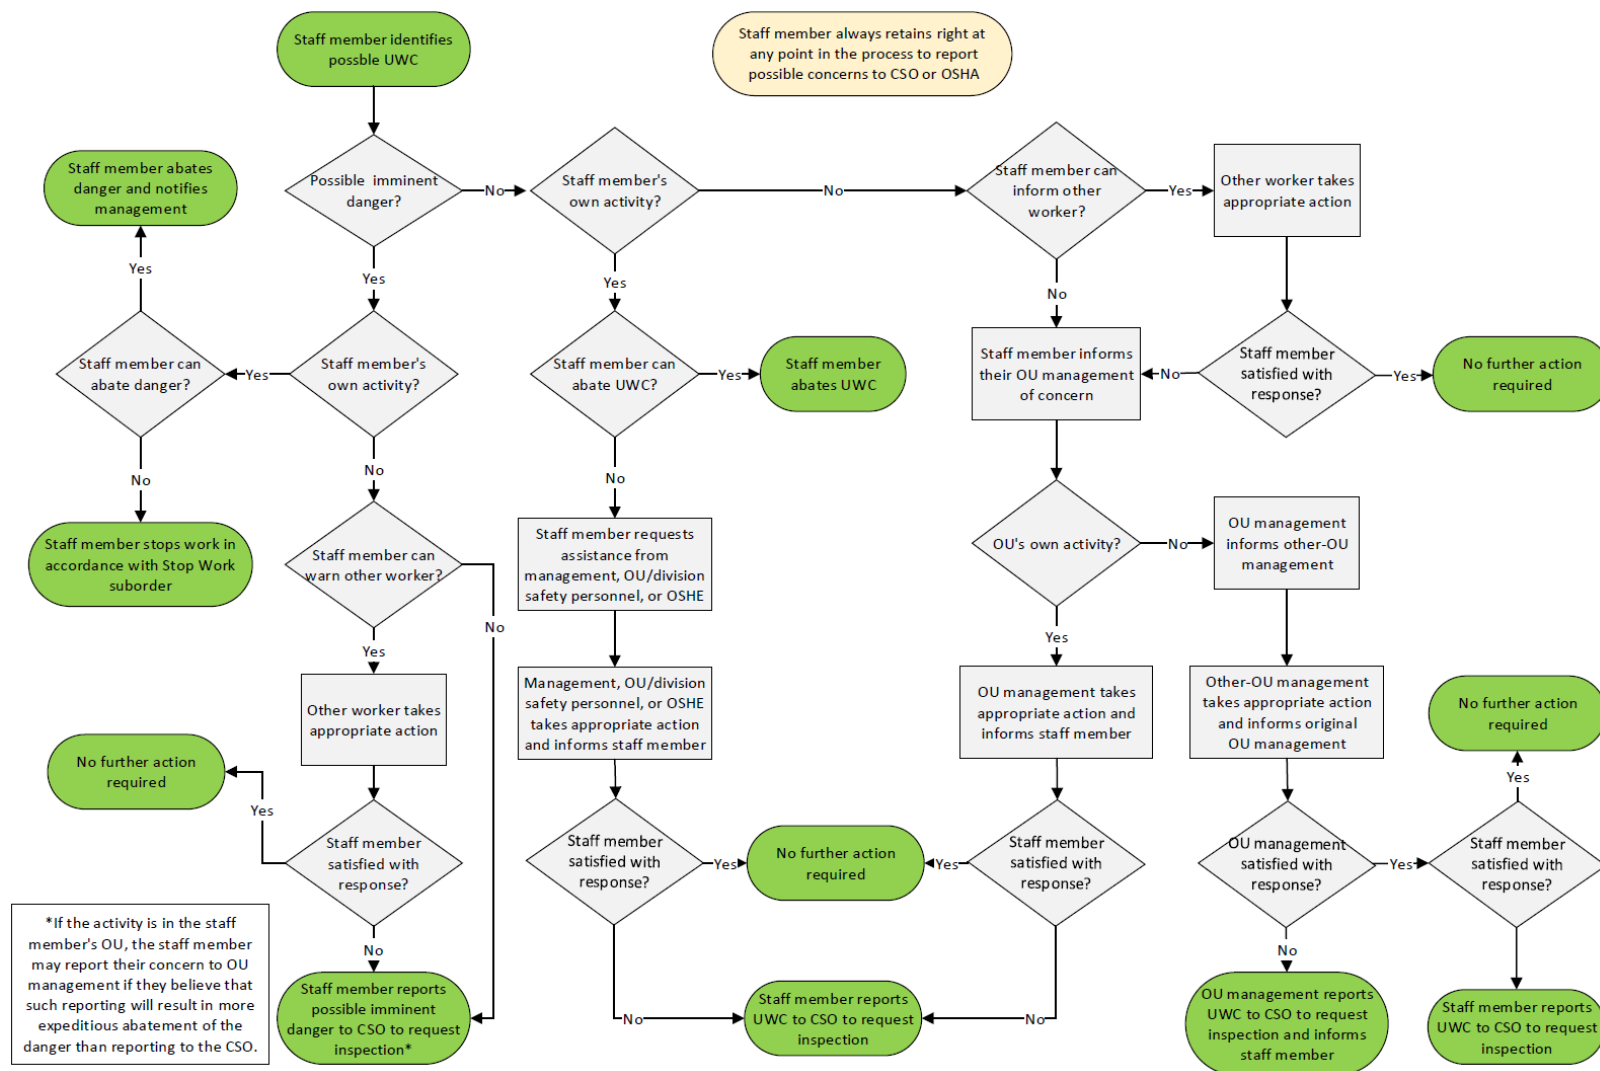 Staff member identifies
possble UWC
Staff member always retains right at
any point in the process to report
possible concerns to CSO or OSHA
Staff member abates
danger and notifies
management
Possible imminent
danger?
No
Staff member's
own activity?
No
Staff member can
inform other
worker?
Yes
Other worker takes
appropriate action
Yes
Yes
Yes
No
Staff member can
abate danger?
Yes
Staff member's
own activity?
Staff member can
abate UWC?
Yes
Staff member
abates UWC
Staff member informs
their OU management
of concern
No
Staff member
satisfied with
response?
Yes
No further action
required
No
No
No
Staff member stops work in
accordance with Stop Work
suborder
Staff member can
warn other worker?
No
Staff member requests
assistance from
management, OU/division
safety personnel, or OSHE
OU's own activity?
No
OU management
informs other-OU
management
Yes
Yes
Other worker takes
appropriate action
Management, OU/division
safety personnel, or OSHE
takes appropriate action
and informs staff member
OU management takes
appropriate action and
informs staff member
Other-OU management
takes appropriate action
and informs original
OU management
No further action
required
No further action
required
Yes
Yes
Staff member
satisfied with
response?
Staff member
satisfied with
response?
Yes
No further action
required
Yes
Staff member
satisfied with
response?
OU management
satisfied with
response?
Yes
Staff member
satisfied with
response?
*If the activity is in the staff
member's OU, the staff member
may report their concern to OU
management if they believe that
such reporting will result in more
expeditious abatement of the
danger than reporting to the CSO.
No
Staff member reports
possible imminent
danger to CSO to request
inspection*
No
Staff member reports
UWC to CSO to request
inspection
No
No
OU management reports
UWC to CSO to request
inspection and informs
staff member
No
Staff member reports
UWC to CSO to request
inspection